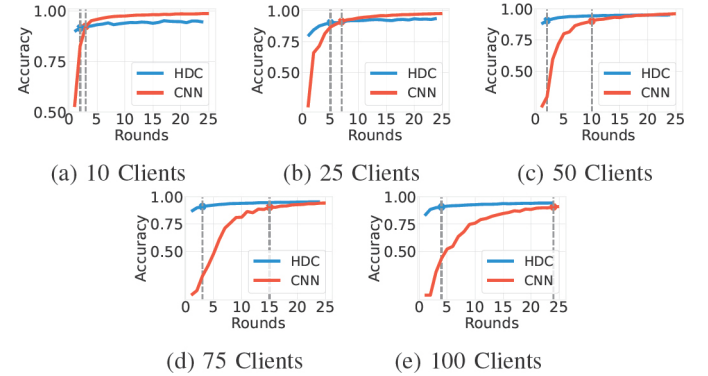 1.00
0.75
0.50
Accuracy
HDC
CNN
0 5 10 15 20 25
Rounds
(a) 10 Clients
1.00
0.75
0.50
Accuracy
HDC
CNN
0 5 10 15 20 25
Rounds
(b) 25 Clients
1.00
0.75
0.50
Accuracy
HDC
CNN
0 5 10 15 20 25
Rounds
(c) 50 Clients
1.00
0.75
0.50
Accuracy
HDC
CNN
0 5 10 15 20 25
Rounds
(d) 75 Clients
1.00
0.75
0.50
Accuracy
HDC
CNN
0 5 10 15 20 25
Rounds
(e) 100 Clients